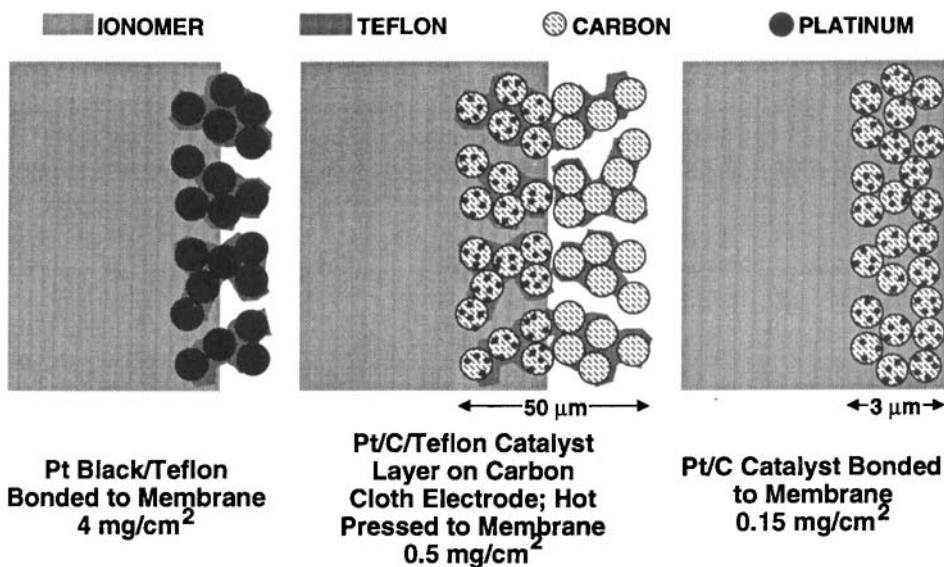 IONOMER TEFLON CARBON PLATINUM
50 μm
3 μm
Pt Black/Teflon
Bonded to Membrane
4 mg/cm²
Pt/C/Teflon Catalyst
Layer on Carbon
Cloth Electrode; Hot
Pressed to Membrane
0.5 mg/cm²
Pt/C Catalyst Bonded
to Membrane
0.15 mg/cm²